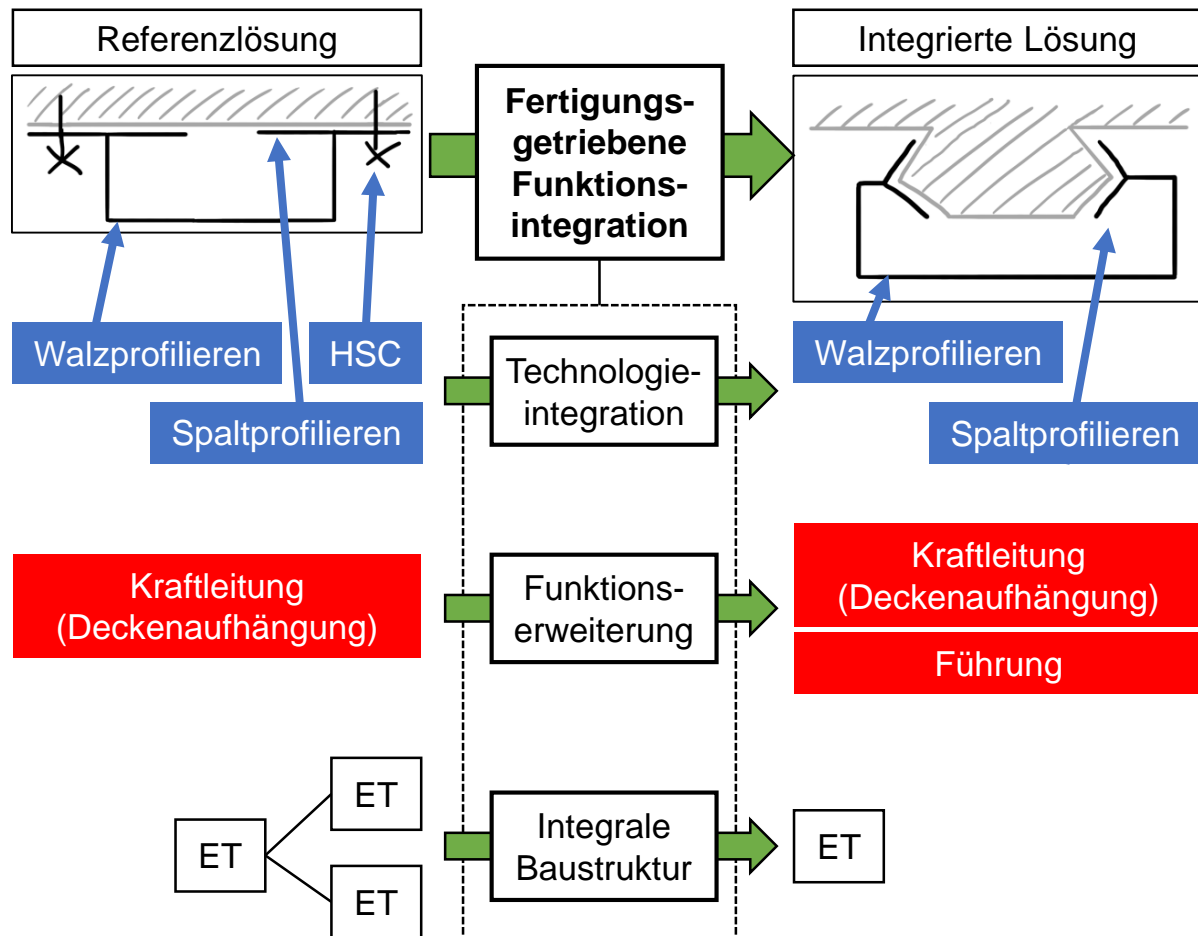 Referenzlösung
Integrierte Lösung
Fertigungs-
getriebene
Funktions-
integration
Walzprofilieren
HSC
Spaltprofilieren
Technologie-
integration
Walzprofilieren
Spaltprofilieren
Kraftleitung
(Deckenaufhängung)
Funktions-
erweiterung
Kraftleitung
(Deckenaufhängung)
Führung
ET
ET
ET
Integrale
Baustruktur
ET